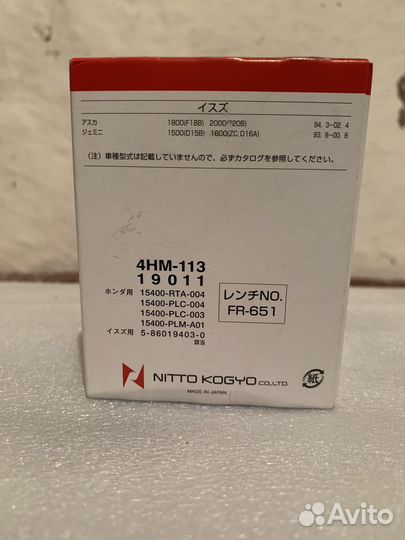 イスズ
アスカ 1800(F18B) 2000(F20B) 94. 3~02. 4
ジェミニ 1500(D15B) 1600(ZC, D16A) 93. 8~00. 8
(注) 車種型式は記載していませんので、必ずカタログを参照してください。
4HM-113
19011
ホンダ用 15400-RTA-004
15400-PLC-004
15400-PLC-003
15400-PLM-A01
イスズ用 5-86019403-0
該当
レンチNO.
FR-651
NITTO KOGYO CO.,LTD.
MADE IN JAPAN
紙
Avito